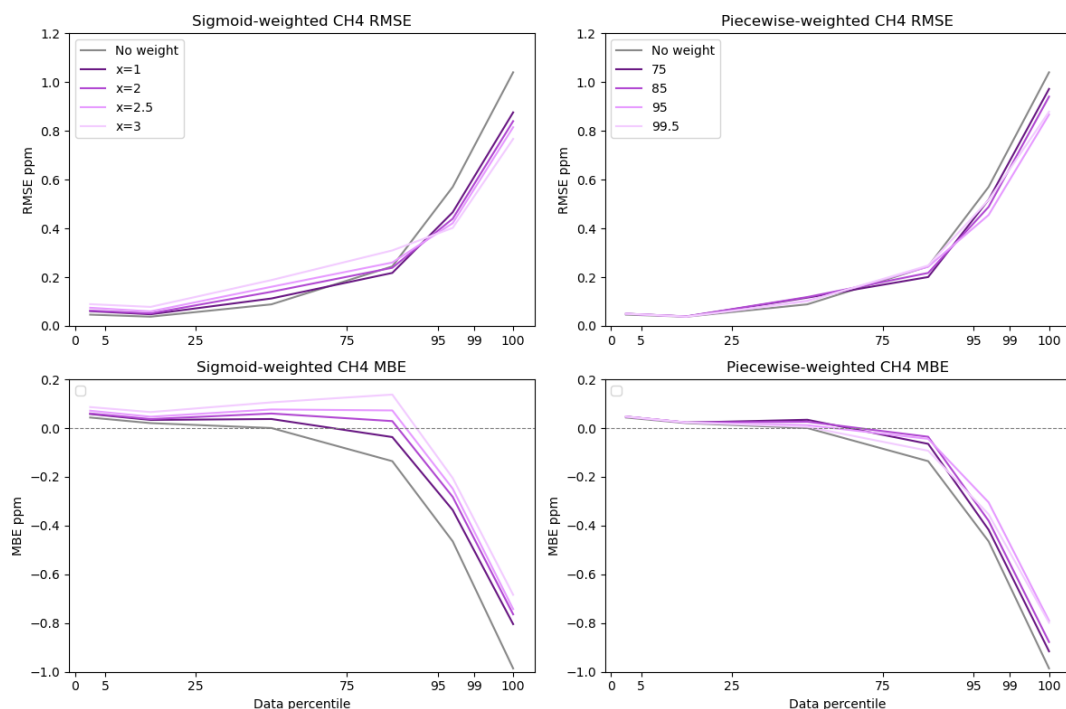 Sigmoid-weighted CH4 RMSE
RMSE ppm
1.2
1.0
0.8
0.6
0.4
0.2
0.0
No weight
x=1
x=2
x=2.5
x=3
0 5 25 75 95 99 100
Piecewise-weighted CH4 RMSE
RMSE ppm
1.2
1.0
0.8
0.6
0.4
0.2
0.0
No weight
75
85
95
99.5
0 5 25 75 95 99 100
Sigmoid-weighted CH4 MBE
MBE ppm
0.2
0.0
−0.2
−0.4
−0.6
−0.8
−1.0
0 5 25 75 95 99 100
Data percentile
Piecewise-weighted CH4 MBE
MBE ppm
0.2
0.0
−0.2
−0.4
−0.6
−0.8
−1.0
0 5 25 75 95 99 100
Data percentile